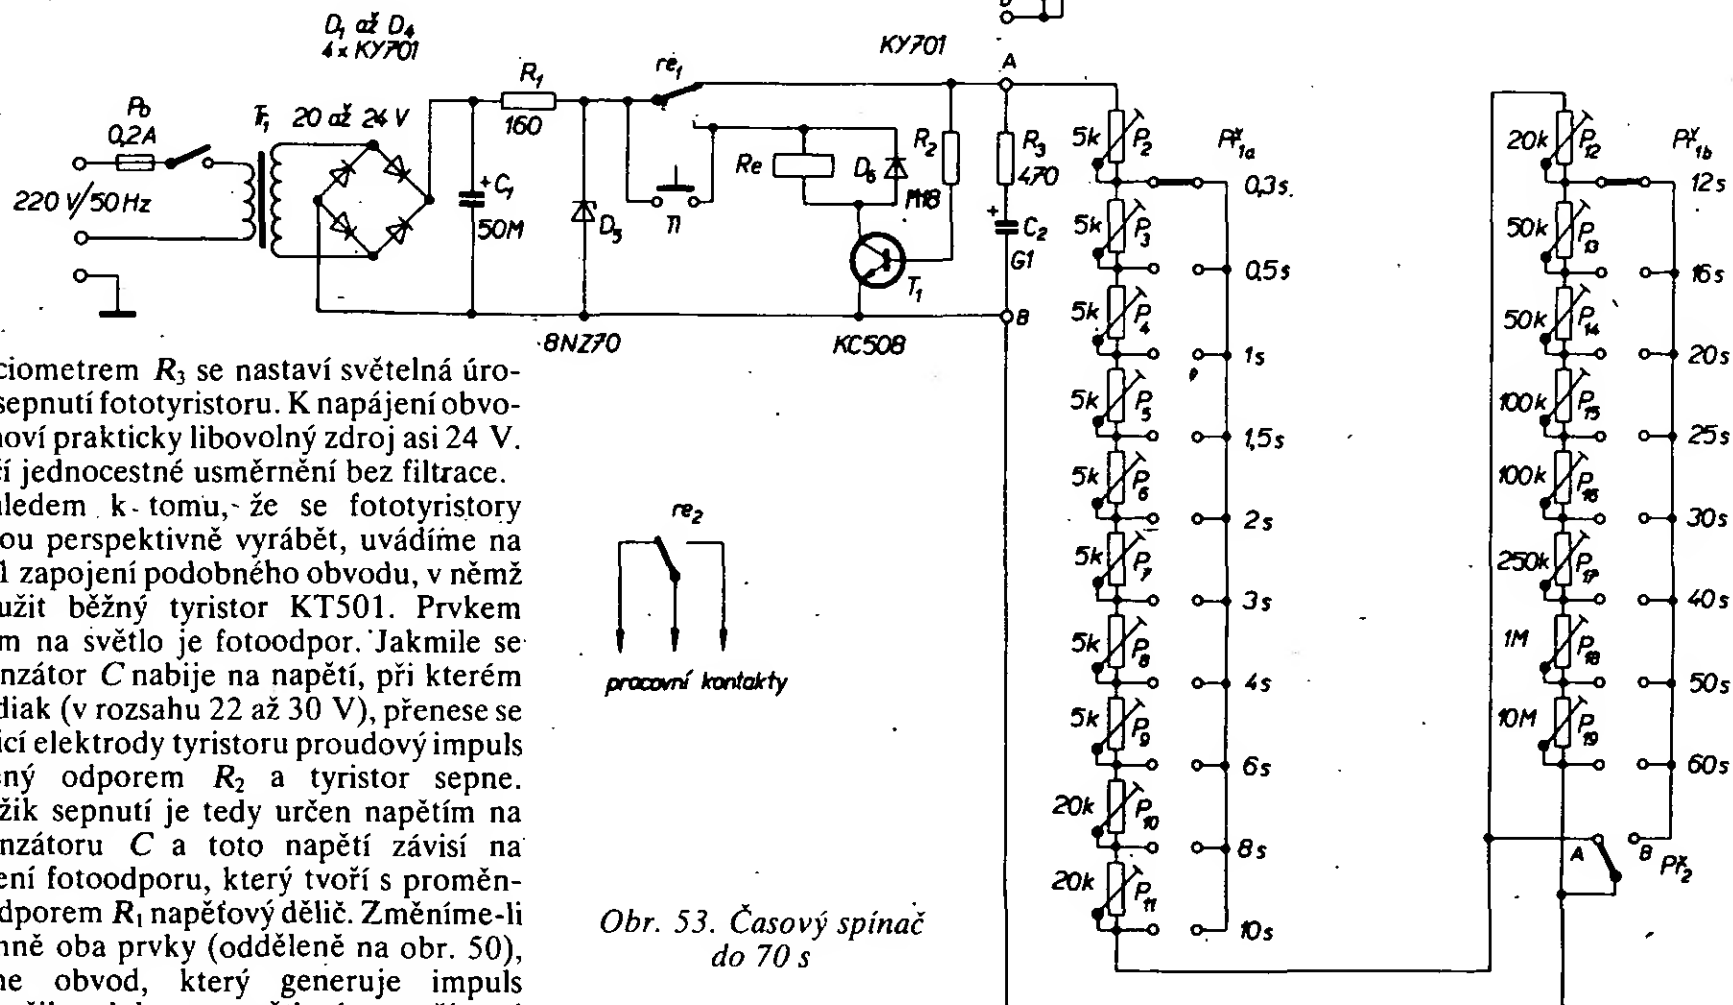 D₁ až D₄
4x KY701
KY701
A
Po
0,2A
Tr₁ 20 až 24 V
R₁
160
re₁
220 V/50 Hz
+
C₁
50M
D₅
Tl
Re
D₆
R₂
R₃
470
+
C₂
G1
T₁
B
8NZ70
KC508
5k P₂
5k P₃
5k P₄
5k P₅
5k P₆
5k P₇
5k P₈
5k P₉
20k P₁₀
20k P₁₁
0,3s.
0,5s
1s
1,5s
2s
3s
4s
6s
8s
10s
20k P₁₂
50k P₁₃
50k P₁₄
100k P₁₅
100k P₁₆
250k P₁₇
1M P₁₈
10M P₁₉
12s
16s
20s
25s
30s
40s
50s
60s
A
B
ciometrem R₃ se nastaví světelná úro-
sepnutí fototyristoru. K napájení obvo-
noví prakticky libovolný zdroj asi 24 V.
čí jednocestné usměrnění bez filtrace.
hledem k tomu, že se fototyristory
ou perspektivně vyrábět, uvádíme na
1 zapojení podobného obvodu, v němž
užit běžný tyristor KT501. Prvkem
m na světlo je fotoodpor. Jakmile se
nzátor C nabije na napětí, při kterém
diak (v rozsahu 22 až 30 V), přenese se
icí elektrody tyristoru proudový impuls
ený odporem R₂ a tyristor sepne.
žik sepnutí je tedy určen napětím na
nzátoru C a toto napětí závisí na
ení fotoodporu, který tvoří s proměn-
dporem R₁ napěťový dělič. Změníme-li
nně oba prvky (odděleně na obr. 50),
ne obvod, který generuje impuls
re₂
pracovní kontakty
Obr. 53. Časový spínač
do 70 s